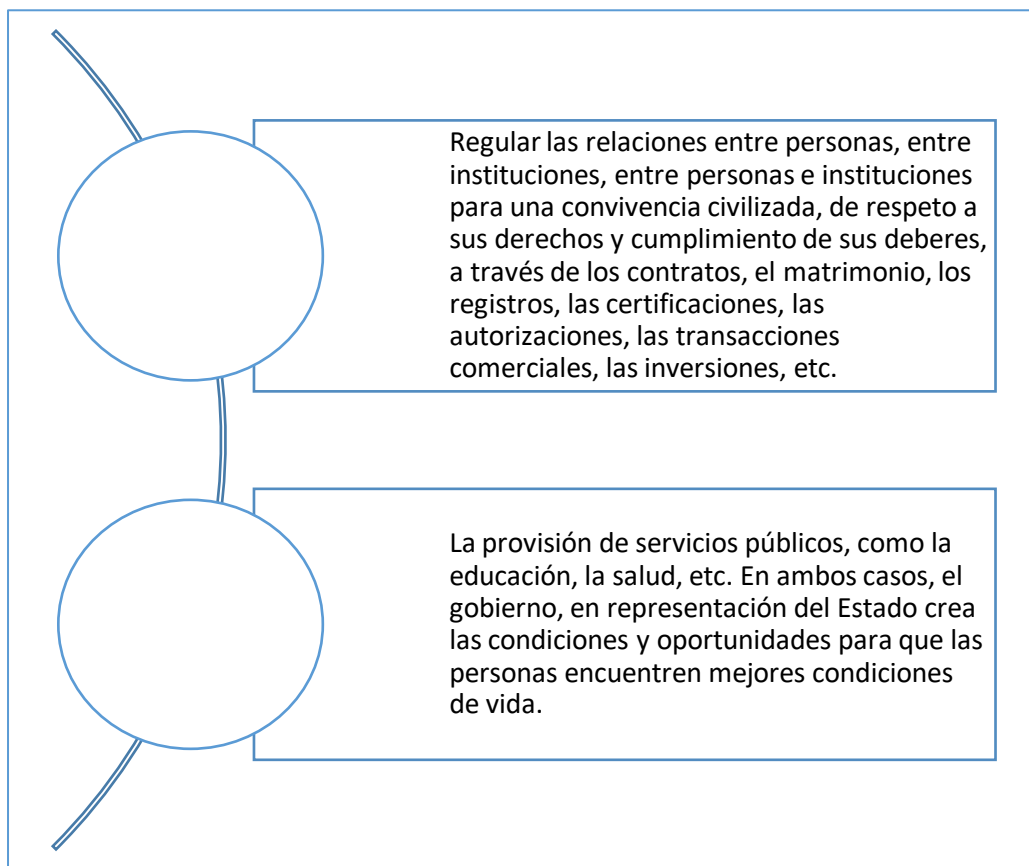 Regular las relaciones entre personas, entre
instituciones, entre personas e instituciones
para una convivencia civilizada, de respeto a
sus derechos y cumplimiento de sus deberes,
a través de los contratos, el matrimonio, los
registros, las certificaciones, las
autorizaciones, las transacciones
comerciales, las inversiones, etc.
La provisión de servicios públicos, como la
educación, la salud, etc. En ambos casos, el
gobierno, en representación del Estado crea
las condiciones y oportunidades para que las
personas encuentren mejores condiciones
de vida.